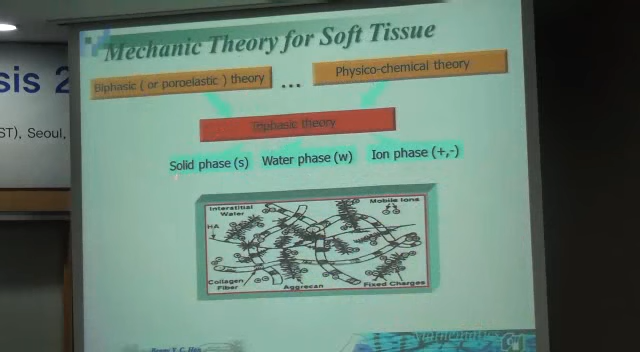 Mechanic Theory for Soft Tissue
sis 2
Biphasic ( or poroelastic ) theory
...
Physico-chemical theory
ST), Seoul,
Triphasic theory
Solid phase (s) Water phase (w) Ion phase (+,-)
Interstitial
Water
Mobile Ions
HA
Collagen
Fiber
Aggrecan
Fixed Charges